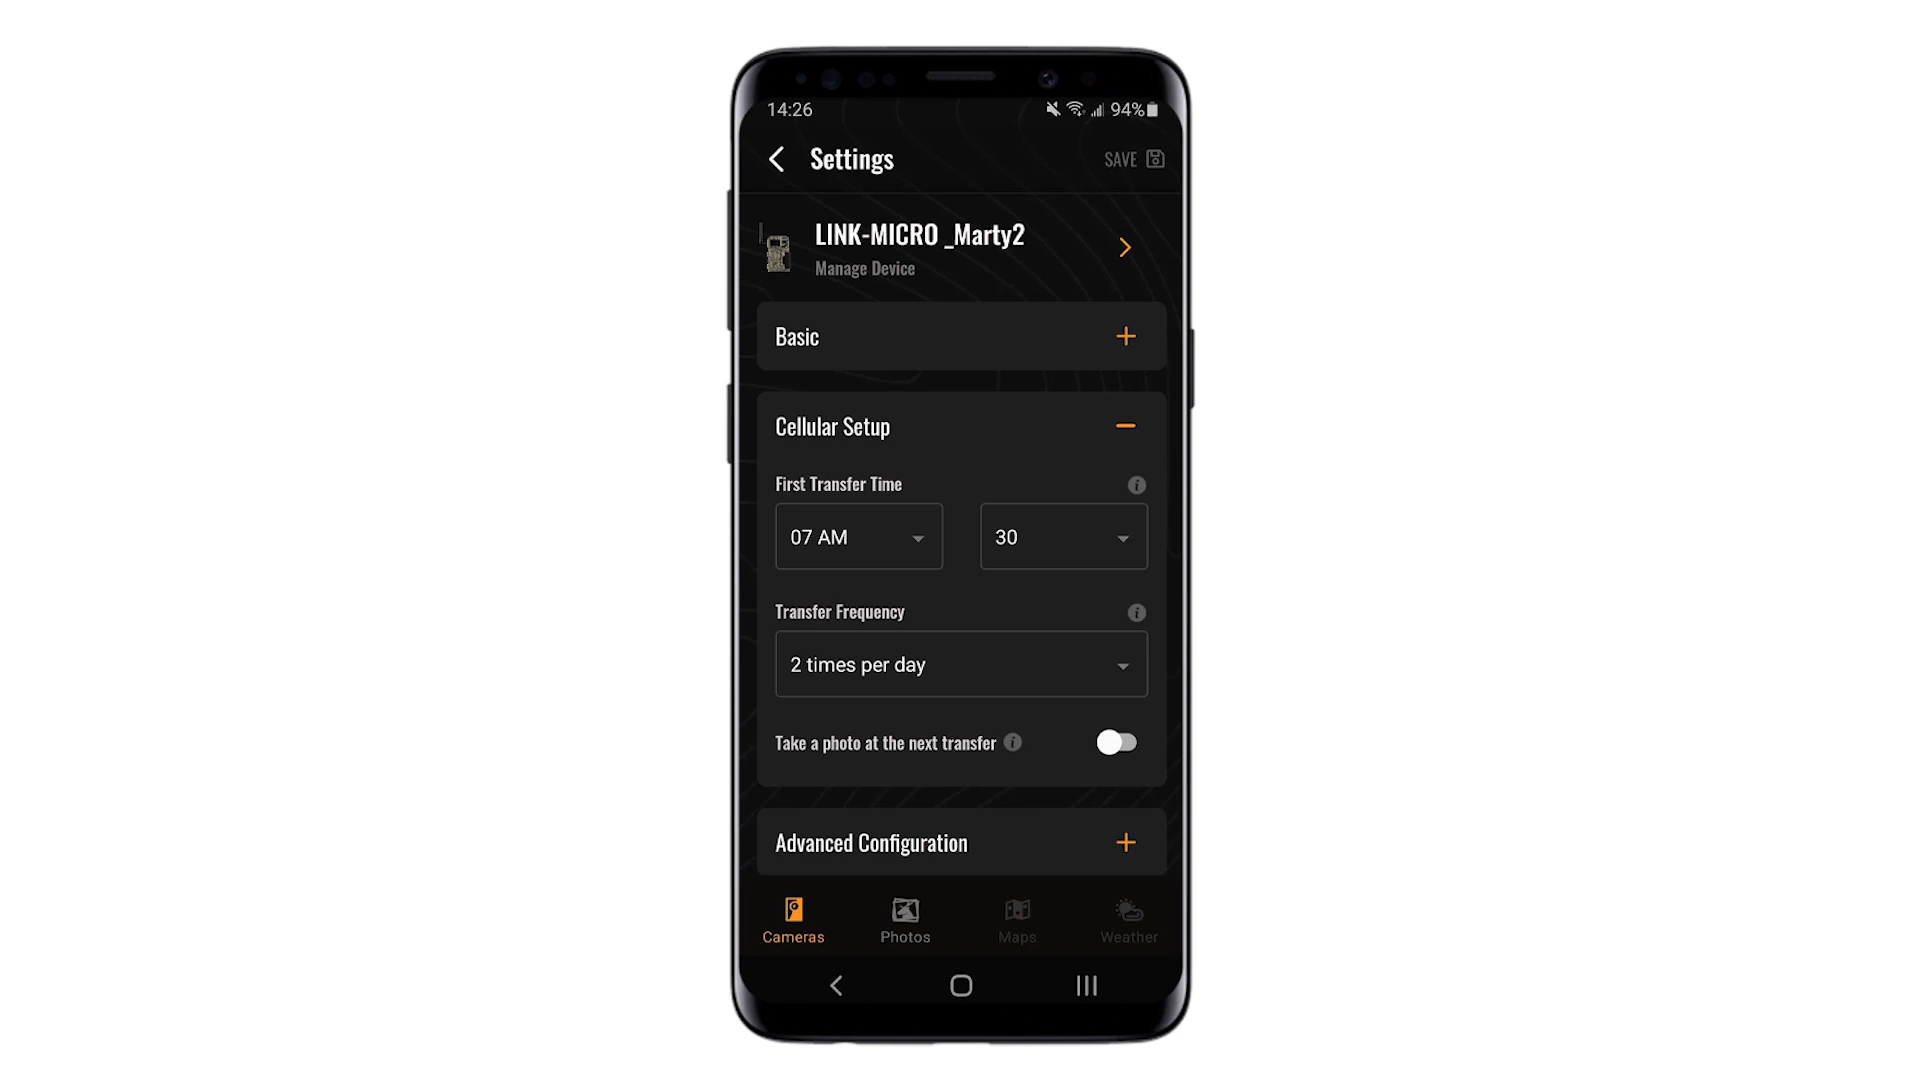 14:26 94%
Settings SAVE
LINK-MICRO _Marty2
Manage Device
Basic
Cellular Setup
First Transfer Time
07 AM 30
Transfer Frequency
2 times per day
Take a photo at the next transfer
Advanced Configuration
Cameras Photos Maps Weather